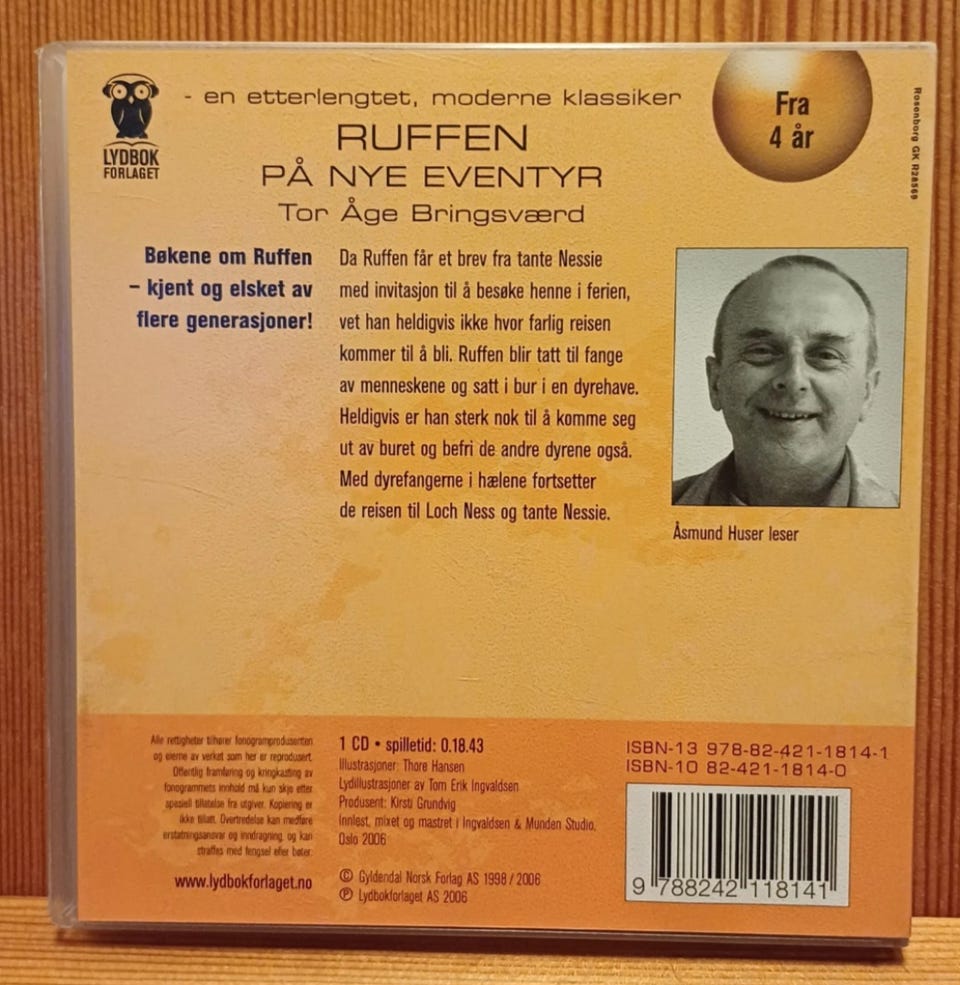 LYDBOK
FORLAGET
- en etterlengtet, moderne klassiker
RUFFEN
PÅ NYE EVENTYR
Tor Åge Bringsværd
Fra
4 år
Rosenborg GK R28569
Bøkene om Ruffen
– kjent og elsket av
flere generasjoner!
Da Ruffen får et brev fra tante Nessie
med invitasjon til å besøke henne i ferien,
vet han heldigvis ikke hvor farlig reisen
kommer til å bli. Ruffen blir tatt til fange
av menneskene og satt i bur i en dyrehave.
Heldigvis er han sterk nok til å komme seg
ut av buret og befri de andre dyrene også.
Med dyrefangerne i hælene fortsetter
de reisen til Loch Ness og tante Nessie.
Åsmund Huser leser
Alle rettigheter tilhører fonogramprodusenten
og eierne av verket som her er reprodusert.
Offentlig framføring og kringkasting av
fonogrammets innhold må kun skje etter
spesiell tillatelse fra utgiver. Kopiering er
ikke tillatt. Overtredelse kan medføre
erstatningsansvar og inndragning, og kan
straffes med fengsel eller bøter.
www.lydbokforlaget.no
1 CD • spilletid: 0.18.43
Illustrasjoner: Thore Hansen
Lydillustrasjoner av Tom Erik Ingvaldsen
Produsent: Kirsti Grundvig
Innlest, mixet og mastret i Ingvaldsen & Munden Studio,
Oslo 2006
© Gyldendal Norsk Forlag AS 1998 / 2006
℗ Lydbokforlaget AS 2006
ISBN-13 978-82-421-1814-1
ISBN-10 82-421-1814-0
9 788242 118141